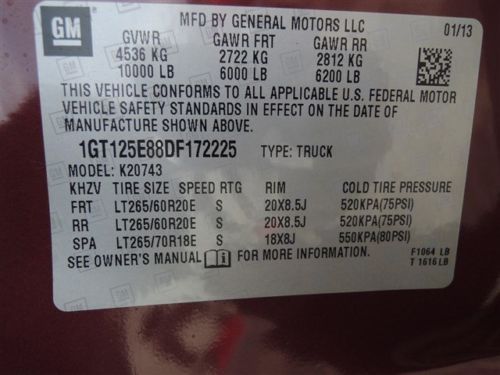 GM
MFD BY GENERAL MOTORS LLC
01/13
GVWR GAWR FRT GAWR RR
4536 KG 2722 KG 2812 KG
10000 LB 6000 LB 6200 LB
THIS VEHICLE CONFORMS TO ALL APPLICABLE U.S. FEDERAL MOTOR
VEHICLE SAFETY STANDARDS IN EFFECT ON THE DATE OF
MANUFACTURE SHOWN ABOVE.
1GT125E88DF172225 TYPE: TRUCK
MODEL: K20743
KHZV TIRE SIZE SPEED RTG RIM COLD TIRE PRESSURE
FRT LT265/60R20E S 20X8.5J 520KPA(75PSI)
RR LT265/60R20E S 20X8.5J 520KPA(75PSI)
SPA LT265/70R18E S 18X8J 550KPA(80PSI)
SEE OWNER'S MANUAL FOR MORE INFORMATION.
F1064 LB
T 1616 LB